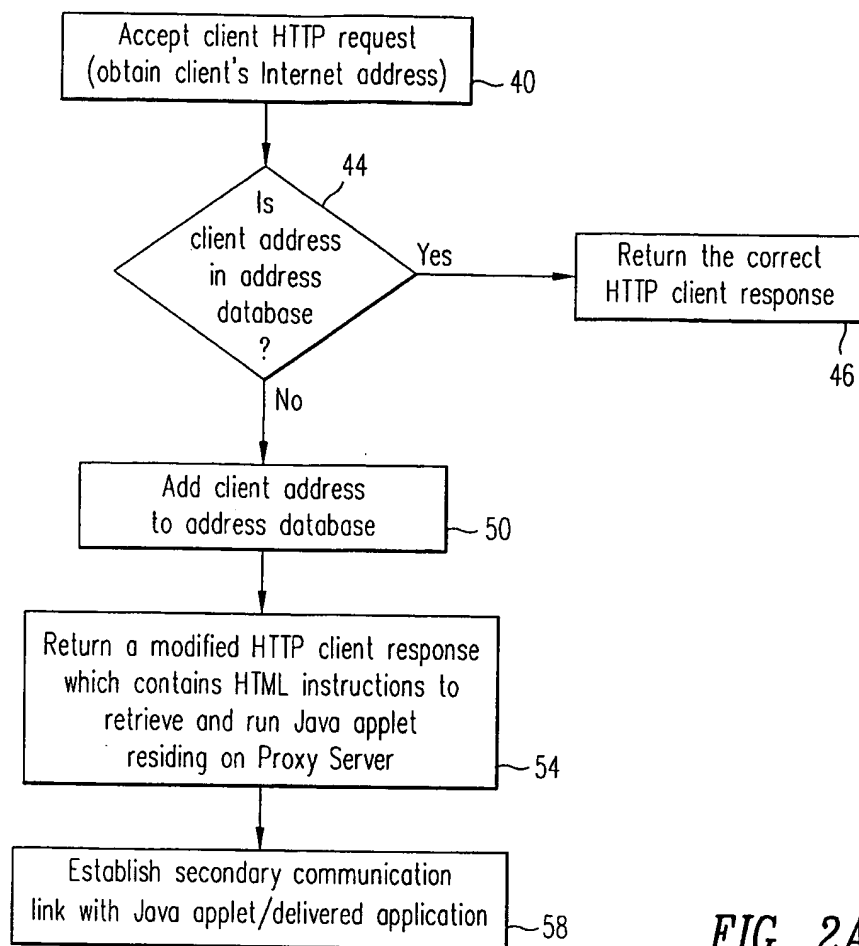 Accept client HTTP request
(obtain client's Internet address)
40
44
Is
client address
in address
database
?
Yes
Return the correct
HTTP client response
46
No
Add client address
to address database
50
Return a modified HTTP client response
which contains HTML instructions to
retrieve and run Java applet
residing on Proxy Server
54
Establish secondary communication
link with Java applet/delivered application
58
FIG. 2A